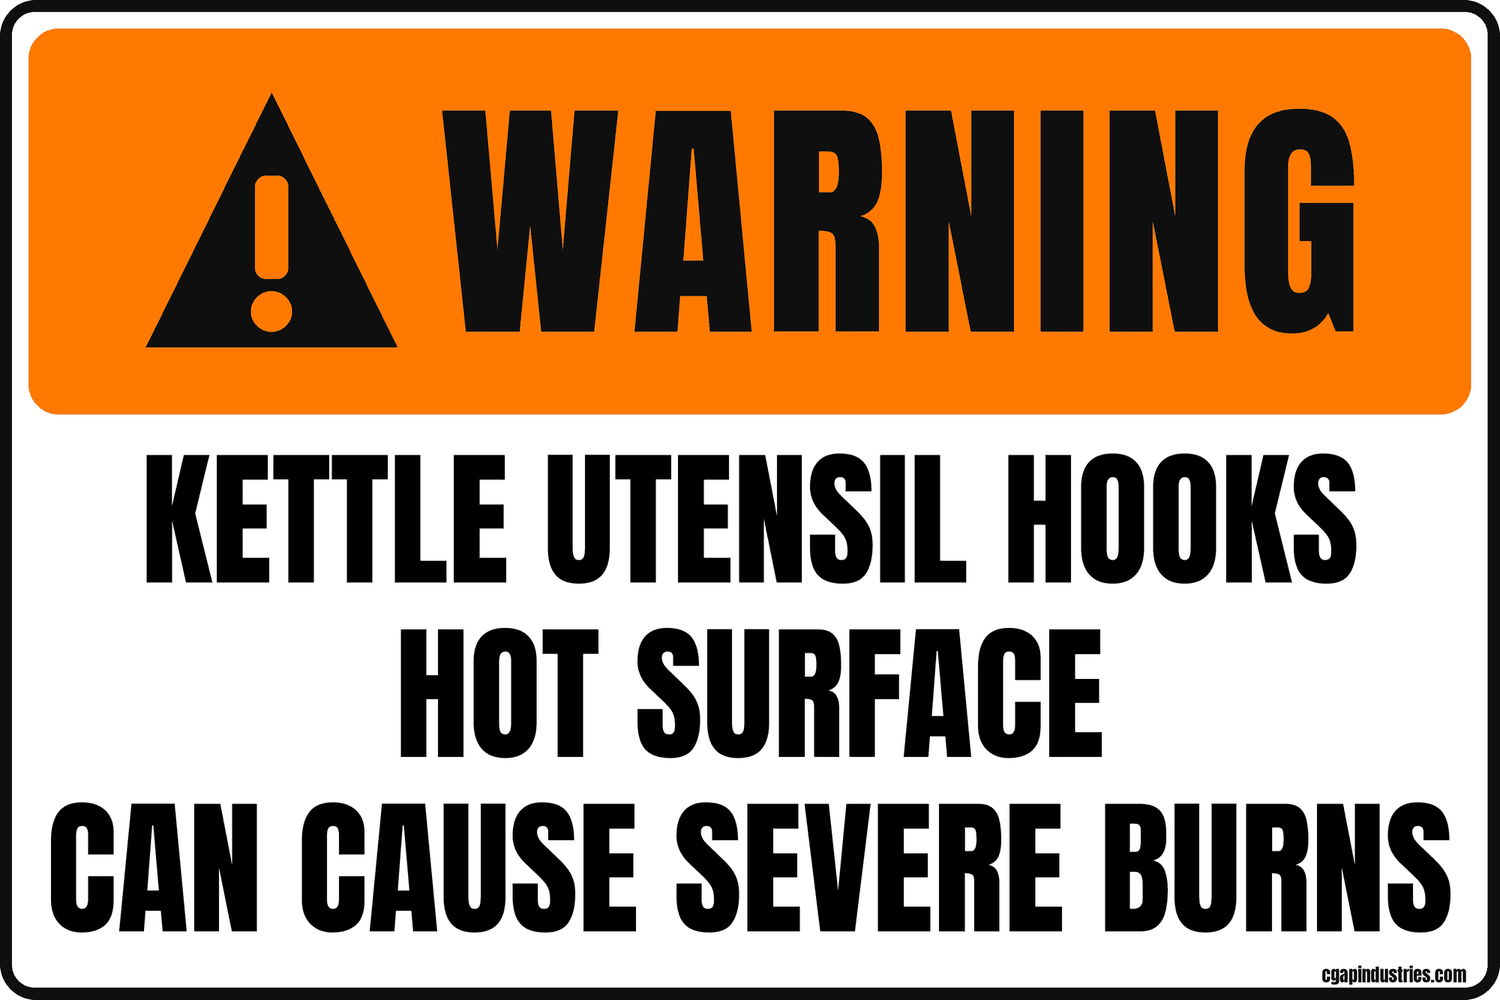 WARNING
KETTLE UTENSIL HOOKS
HOT SURFACE
CAN CAUSE SEVERE BURNS
cgapindustries.com